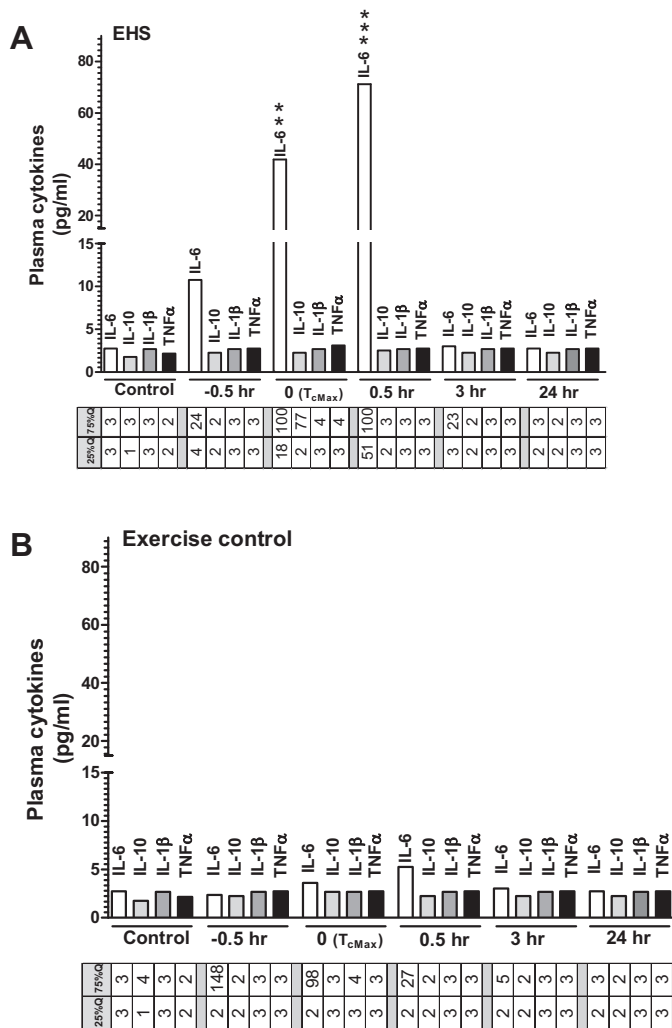 A
EHS
Plasma cytokines
(pg/ml)
80
60
40
20
15
10
5
0
IL-6
IL-10
IL-1β
TNFα
IL-6
IL-10
IL-1β
TNFα
IL-6 **
IL-10
IL-1β
TNFα
IL-6 ***
IL-10
IL-1β
TNFα
IL-6
IL-10
IL-1β
TNFα
IL-6
IL-10
IL-1β
TNFα
Control -0.5 hr 0 (TcMax) 0.5 hr 3 hr 24 hr
75%Q 3 3 3 2 24 2 3 3 100 77 4 4 100 3 3 3 23 2 3 3 3 2 3 3
25%Q 3 1 3 2 4 2 3 3 18 2 3 3 51 2 3 3 3 2 3 3 2 2 3 3
B
Exercise control
Plasma cytokines
(pg/ml)
80
60
40
20
15
10
5
0
IL-6
IL-10
IL-1β
TNFα
IL-6
IL-10
IL-1β
TNFα
IL-6
IL-10
IL-1β
TNFα
IL-6
IL-10
IL-1β
TNFα
IL-6
IL-10
IL-1β
TNFα
IL-6
IL-10
IL-1β
TNFα
Control -0.5 hr 0 (TcMax) 0.5 hr 3 hr 24 hr
75%Q 3 4 3 2 148 2 3 3 98 3 4 3 27 2 3 3 5 2 3 3 3 2 3 3
25%Q 3 1 3 2 2 2 3 3 2 2 3 3 2 2 3 3 2 2 3 3 2 2 3 3